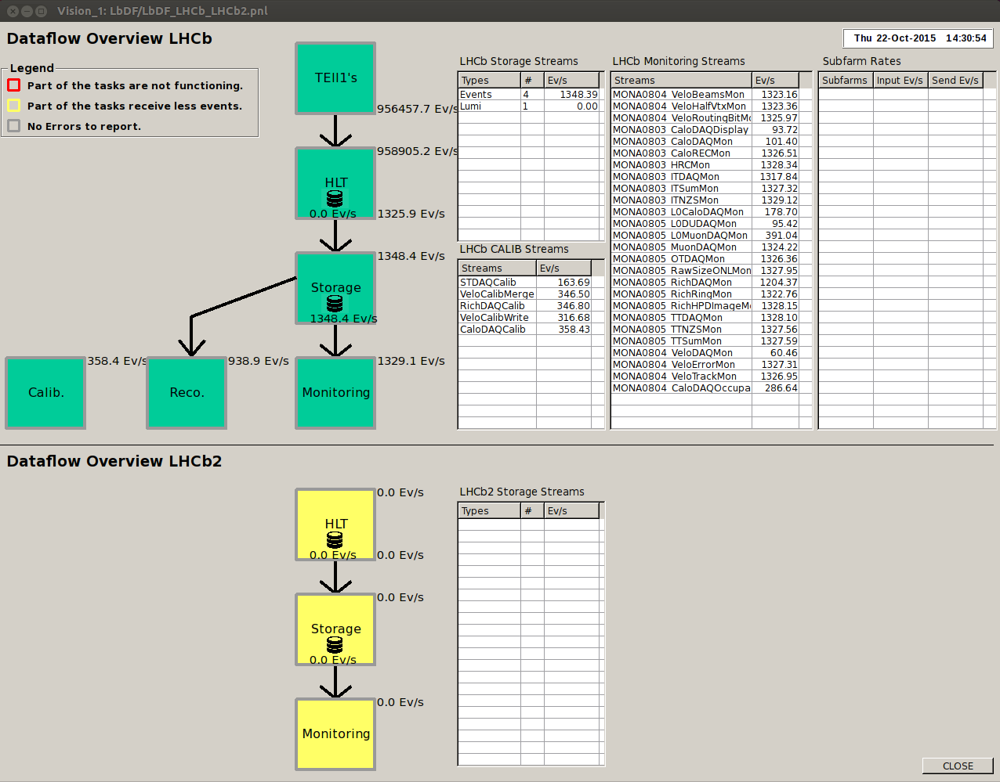 Vision_1: LbDF/LbDF_LHCb_LHCb2.pnl
Dataflow Overview LHCb
Thu 22-Oct-2015 14:30:54
Legend
Part of the tasks are not functioning.
Part of the tasks receive less events.
No Errors to report.
TEll1's
956457.7 Ev/s
958905.2 Ev/s
HLT
0.0 Ev/s
1325.9 Ev/s
1348.4 Ev/s
Storage
1348.4 Ev/s
358.4 Ev/s
938.9 Ev/s
1329.1 Ev/s
Calib.
Reco.
Monitoring
LHCb Storage Streams
Types # Ev/s
Events 4 1348.39
Lumi 1 0.00
LHCb CALIB Streams
Streams Ev/s
STDAQCalib 163.69
VeloCalibMerge 346.50
RichDAQCalib 346.80
VeloCalibWrite 316.68
CaloDAQCalib 358.43
LHCb Monitoring Streams
Streams Ev/s
MONA0804 VeloBeamsMon 1323.16
MONA0804 VeloHalfVtxMon 1323.36
MONA0804 VeloRoutingBitMo 1325.97
MONA0803 CaloDAQDisplay 93.72
MONA0803 CaloDAQMon 101.40
MONA0803 CaloRECMon 1326.51
MONA0803 HRCMon 1328.34
MONA0803 ITDAQMon 1317.84
MONA0803 ITSumMon 1327.32
MONA0803 ITNZSMon 1329.12
MONA0803 L0CaloDAQMon 178.70
MONA0805 L0DUDAQMon 95.42
MONA0805 L0MuonDAQMon 391.04
MONA0805 MuonDAQMon 1324.22
MONA0805 OTDAQMon 1326.36
MONA0805 RawSizeONLMon 1327.95
MONA0805 RichDAQMon 1204.37
MONA0805 RichRingMon 1322.76
MONA0805 RichHPDImageMo 1328.15
MONA0805 TTDAQMon 1328.10
MONA0805 TTNZSMon 1327.56
MONA0805 TTSumMon 1327.59
MONA0804 VeloDAQMon 60.46
MONA0804 VeloErrorMon 1327.31
MONA0804 VeloTrackMon 1326.95
MONA0804 CaloDAQOccupa 286.64
Subfarm Rates
Subfarms Input Ev/s Send Ev/s
Dataflow Overview LHCb2
0.0 Ev/s
HLT
0.0 Ev/s
0.0 Ev/s
0.0 Ev/s
Storage
0.0 Ev/s
0.0 Ev/s
Monitoring
LHCb2 Storage Streams
Types # Ev/s
CLOSE